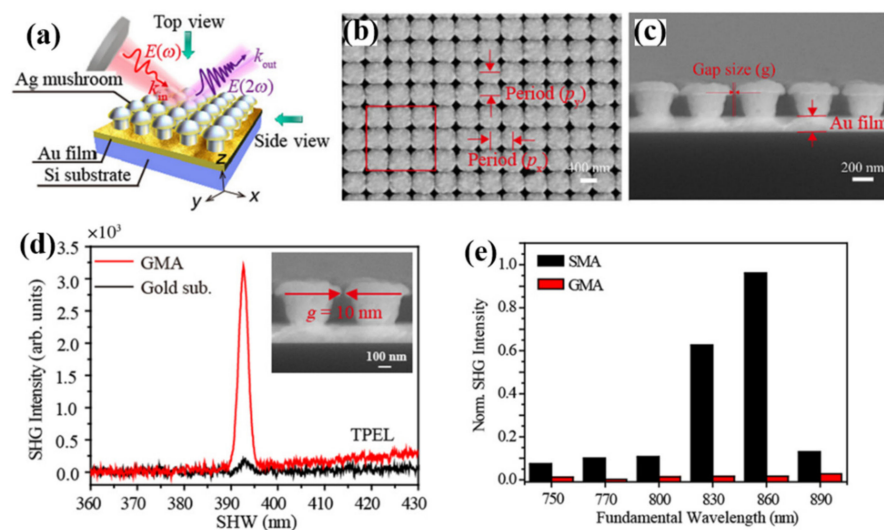 (a)
Top view
E(ω)
k_in
k_out
E(2ω)
Ag mushroom
Side view
Au film
Si substrate
z
y
x
(b)
Period (p_y)
Period (p_x)
400 nm
(c)
Gap size (g)
Au film
200 nm
(d)
×10³
SHG Intensity (arb. units)
3.5
3.0
2.5
2.0
1.5
1.0
0.5
0.0
GMA
Gold sub.
g = 10 nm
100 nm
TPEL
360 370 380 390 400 410 420 430
SHW (nm)
(e)
Norm. SHG Intensity
1.0
0.8
0.6
0.4
0.2
0.0
SMA
GMA
750 770 800 830 860 890
Fundamental Wavelength (nm)